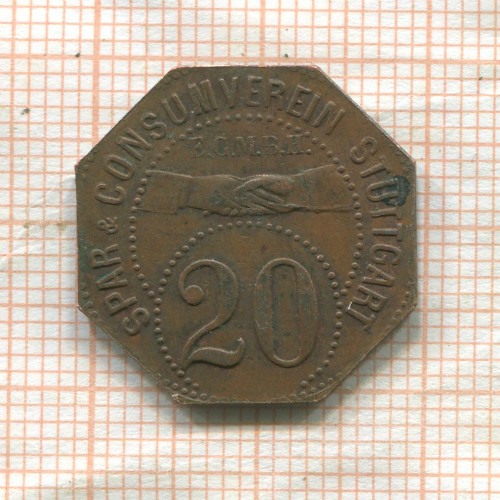 SPAR & CONSUMVEREIN STUTTGART
E.G.M.B.H.
20